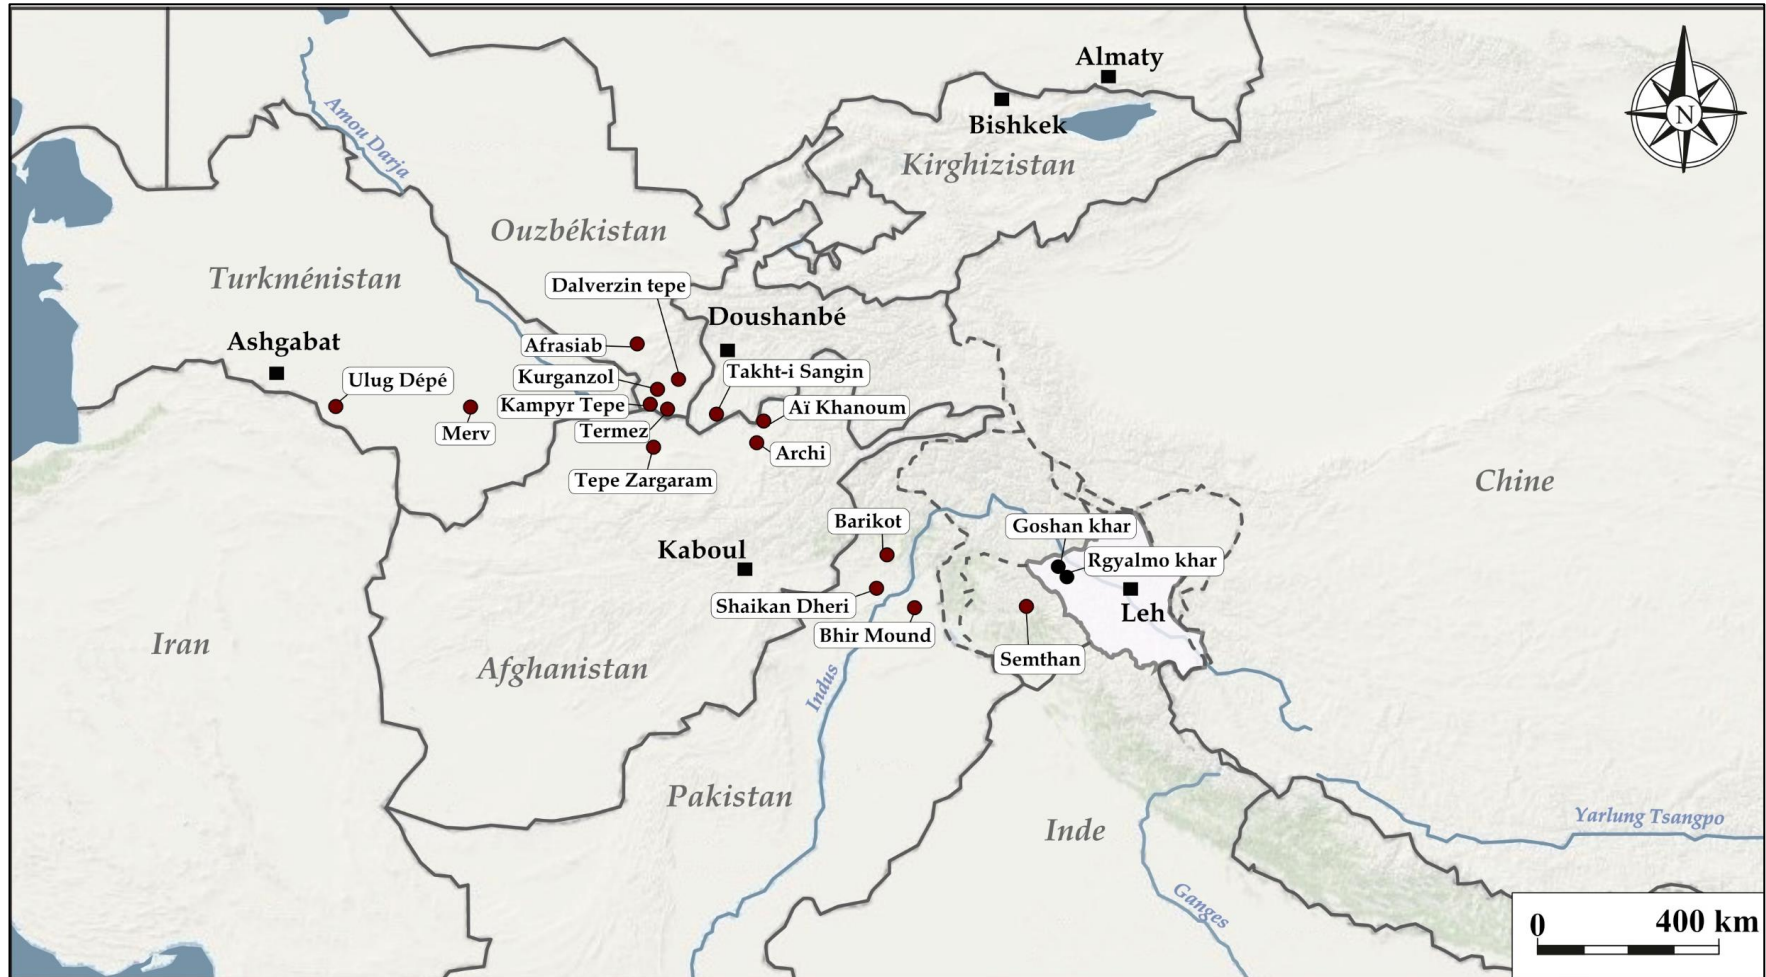 Almaty
Bishkek
Kirghizistan
N
Amou Darja
Ouzbékistan
Turkménistan
Dalverzin tepe
Doushanbé
Ashgabat
Afrasiab
Ulug Dépé
Kurganzol
Takht-i Sangin
Kampyr Tepe
Aï Khanoum
Merv
Termez
Archi
Tepe Zargaram
Chine
Barikot
Goshan khar
Kaboul
Rgyalmo khar
Shaikan Dheri
Leh
Bhir Mound
Iran
Afghanistan
Semthan
Indus
Pakistan
Inde
Yarlung Tsangpo
Ganges
0 400 km